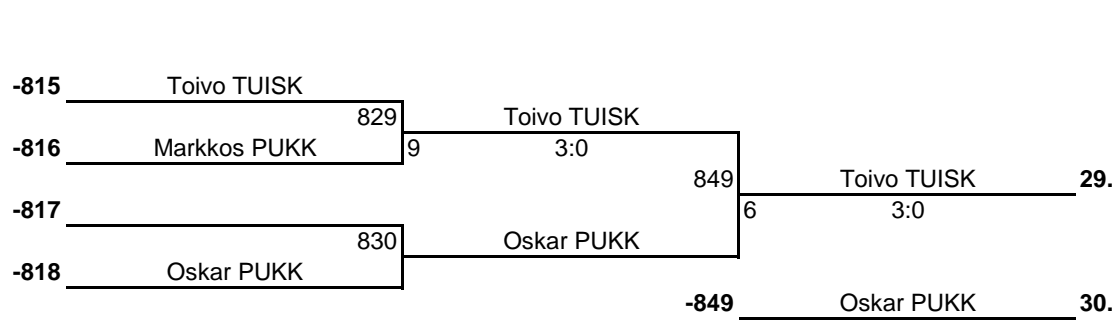 -815 Toivo TUISK
829 Toivo TUISK
-816 Markkos PUKK 9 3:0
849 Toivo TUISK 29.
-817 6 3:0
830 Oskar PUKK
-818 Oskar PUKK
-849 Oskar PUKK 30.